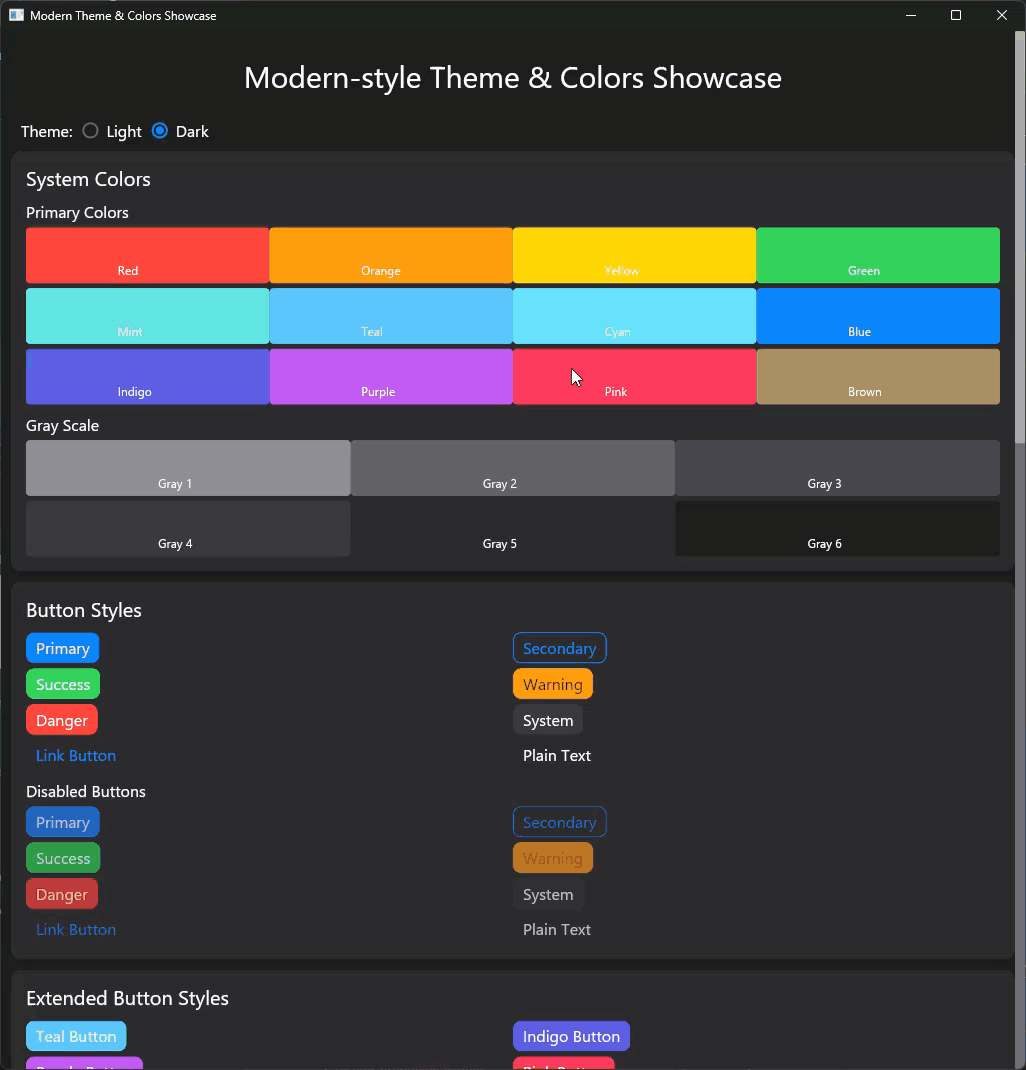 Modern Theme & Colors Showcase
Modern-style Theme & Colors Showcase
Theme: Light Dark
System Colors
Primary Colors
Red Orange Yellow Green
Mint Teal Cyan Blue
Indigo Purple Pink Brown
Gray Scale
Gray 1 Gray 2 Gray 3
Gray 4 Gray 5 Gray 6
Button Styles
Primary Secondary
Success Warning
Danger System
Link Button Plain Text
Disabled Buttons
Primary Secondary
Success Warning
Danger System
Link Button Plain Text
Extended Button Styles
Teal Button Indigo Button